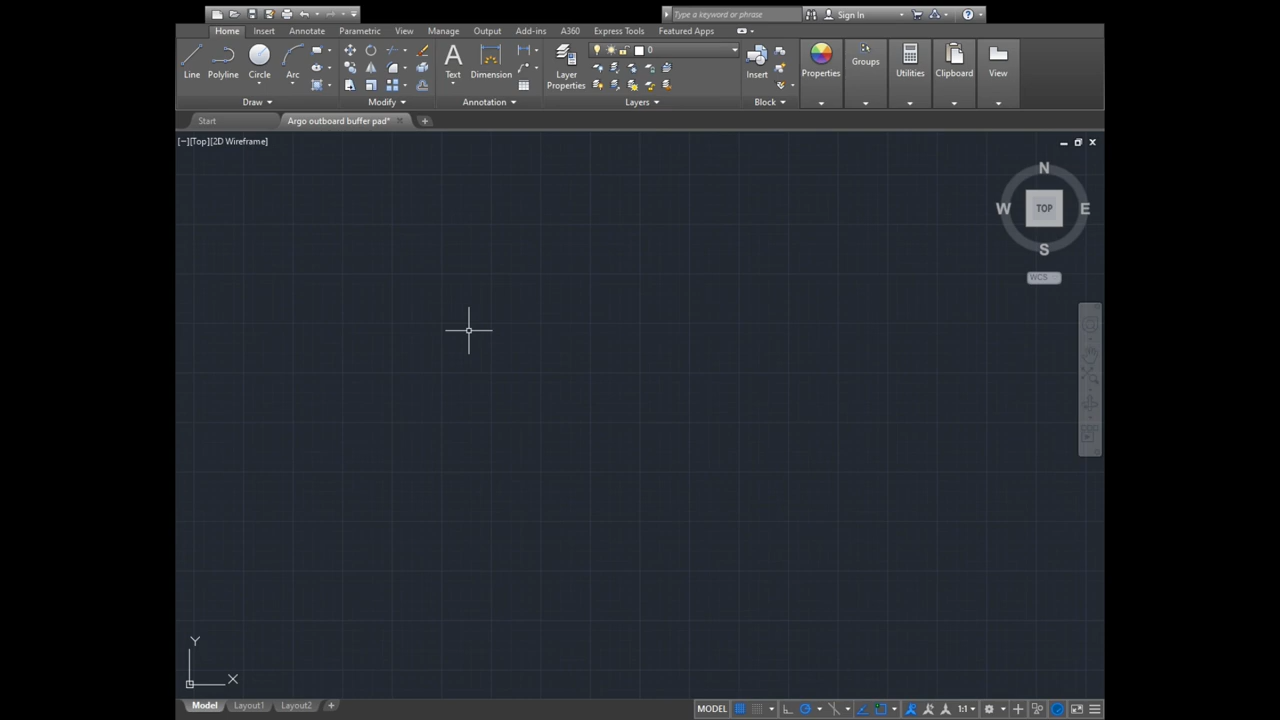 Type a keyword or phrase
Sign In
Home Insert Annotate Parametric View Manage Output Add-ins A360 Express Tools Featured Apps
0
Line Polyline Circle Arc Text Dimension Layer Properties Insert Properties Groups Utilities Clipboard View
Draw Modify Annotation Layers Block
Start Argo outboard buffer pad*
[−][Top][2D Wireframe]
N
W TOP E
S
WCS
Y
X
Model Layout1 Layout2
MODEL 1:1